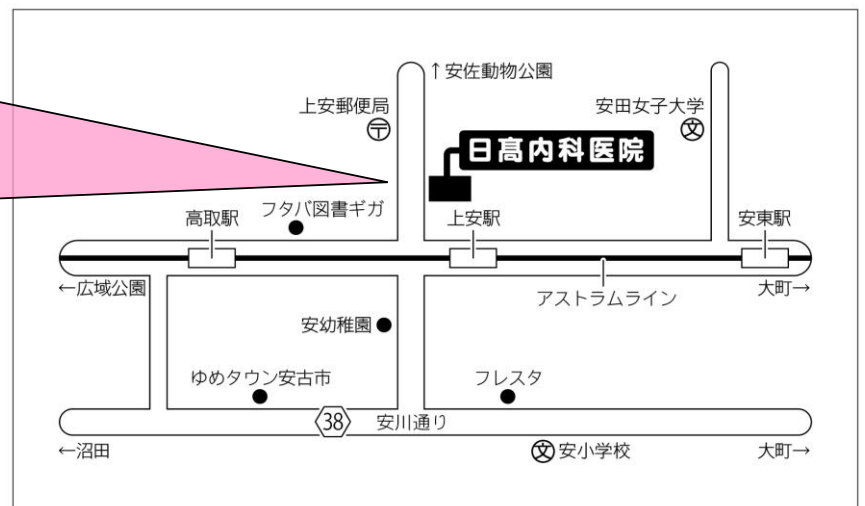 ↑安佐動物公園
上安郵便局
〒
安田女子大学
文
日髙内科医院
高取駅
フタバ図書ギガ
上安駅
安東駅
←広域公園
アストラムライン
大町→
安幼稚園
ゆめタウン安古市
フレスタ
38
安川通り
←沼田
文安小学校
大町→